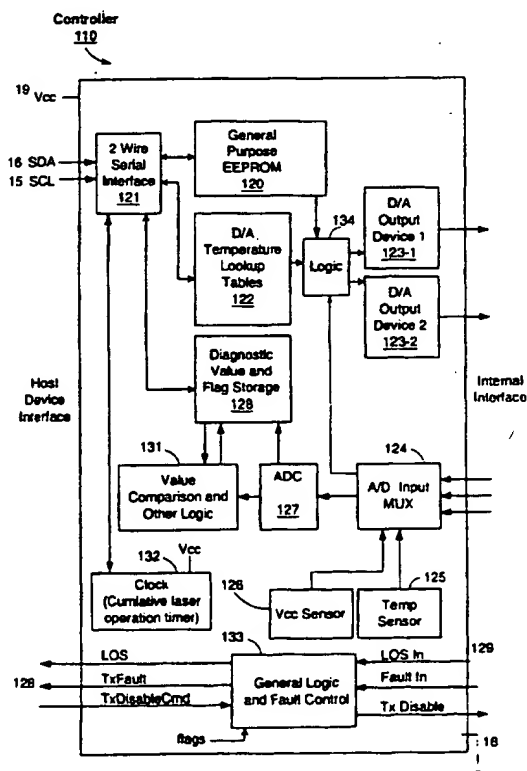 Controller
110
19 Vcc
16 SDA
15 SCL
2 Wire
Serial
Interface
121
General
Purpose
EEPROM
120
D/A
Temperature
Lookup
Tables
122
134
Logic
D/A
Output
Device 1
123-1
D/A
Output
Device 2
123-2
Host
Device
Interface
Internal
Interface
Diagnostic
Value and
Flag Storage
128
131
Value
Comparison and
Other Logic
ADC
127
124
A/D Input
MUX
132
Vcc
Clock
(Cumlative laser
operation timer)
126
Vcc Sensor
125
Temp
Sensor
133
General Logic
and Fault Control
LOS
TxFault
128
TxDisableCmd
flags
LOS In
129
Fault In
Tx Disable
18